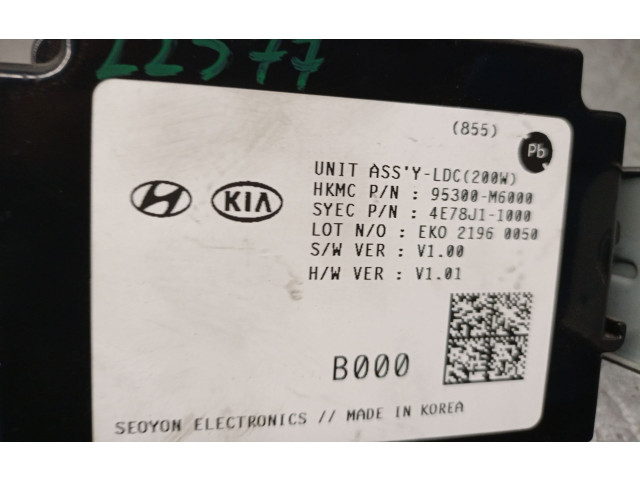 22577
(855)
Pb
UNIT ASS'Y-LDC(200W)
KIA
HKMC P/N : 95300-M6000
SYEC P/N : 4E78J1-1000
LOT N/O : EKO 2196 0050
S/W VER : V1.00
H/W VER : V1.01
B000
SEOYON ELECTRONICS // MADE IN KOREA